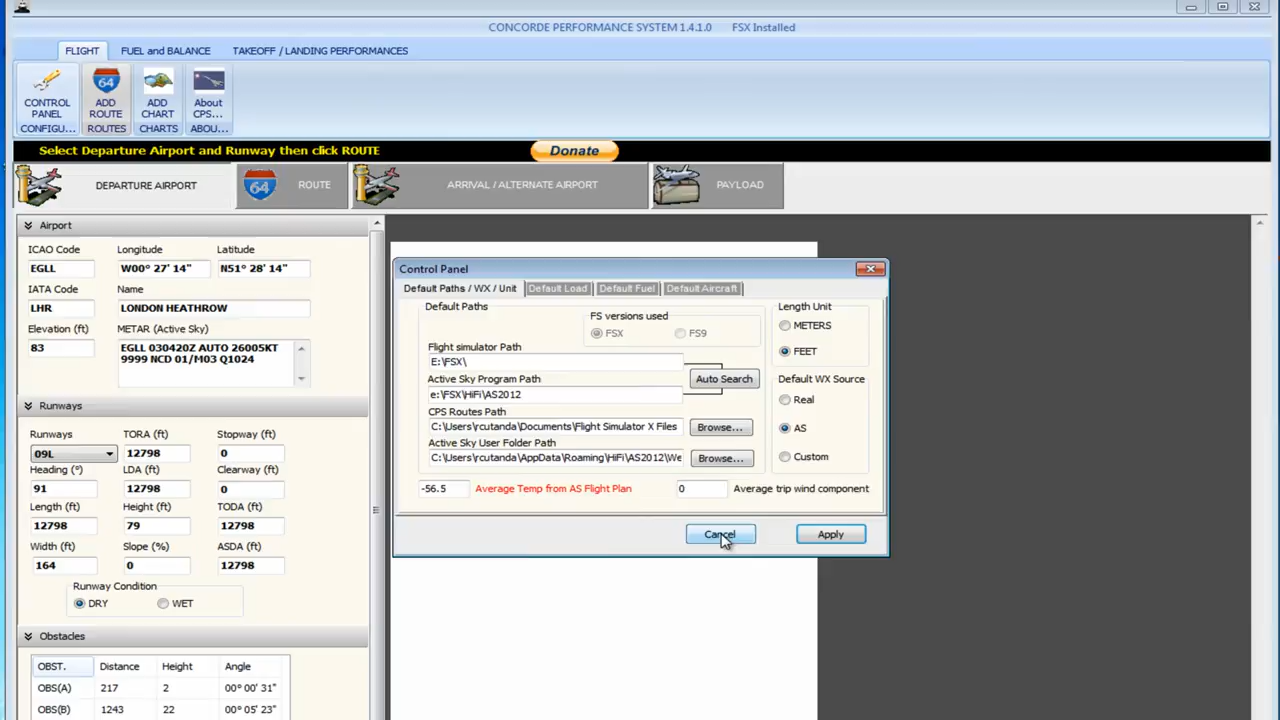 CONCORDE PERFORMANCE SYSTEM 1.4.1.0 FSX Installed
FLIGHT FUEL and BALANCE TAKEOFF / LANDING PERFORMANCES
CONTROL PANEL ADD ROUTE ADD CHART About CPS...
CONFIGU... ROUTES CHARTS ABOU...
Select Departure Airport and Runway then click ROUTE Donate
DEPARTURE AIRPORT 64 ROUTE ARRIVAL / ALTERNATE AIRPORT PAYLOAD
Airport
ICAO Code Longitude Latitude
EGLL W00° 27' 14" N51° 28' 14"
IATA Code Name
LHR LONDON HEATHROW
Elevation (ft) METAR (Active Sky)
83 EGLL 030420Z AUTO 26005KT
9999 NCD 01/M03 Q1024
Runways
Runways TORA (ft) Stopway (ft)
09L 12798 0
Heading (°) LDA (ft) Clearway (ft)
91 12798 0
Length (ft) Height (ft) TODA (ft)
12798 79 12798
Width (ft) Slope (%) ASDA (ft)
164 0 12798
Runway Condition
DRY WET
Obstacles
OBST. Distance Height Angle
OBS(A) 217 2 00° 00' 31"
OBS(B) 1243 22 00° 05' 23"
Control Panel
Default Paths / WX / Unit Default Load Default Fuel Default Aircraft
Default Paths
FS versions used
FSX FS9
Flight simulator Path
E:\FSX\
Active Sky Program Path
e:\FSX\HiFi\AS2012
Auto Search
CPS Routes Path
C:\Users\rcutanda\Documents\Flight Simulator X Files Browse...
Active Sky User Folder Path
C:\Users\rcutanda\AppData\Roaming\HiFi\AS2012\We Browse...
Length Unit
METERS
FEET
Default WX Source
Real
AS
Custom
-56.5 Average Temp from AS Flight Plan 0 Average trip wind component
Cancel Apply